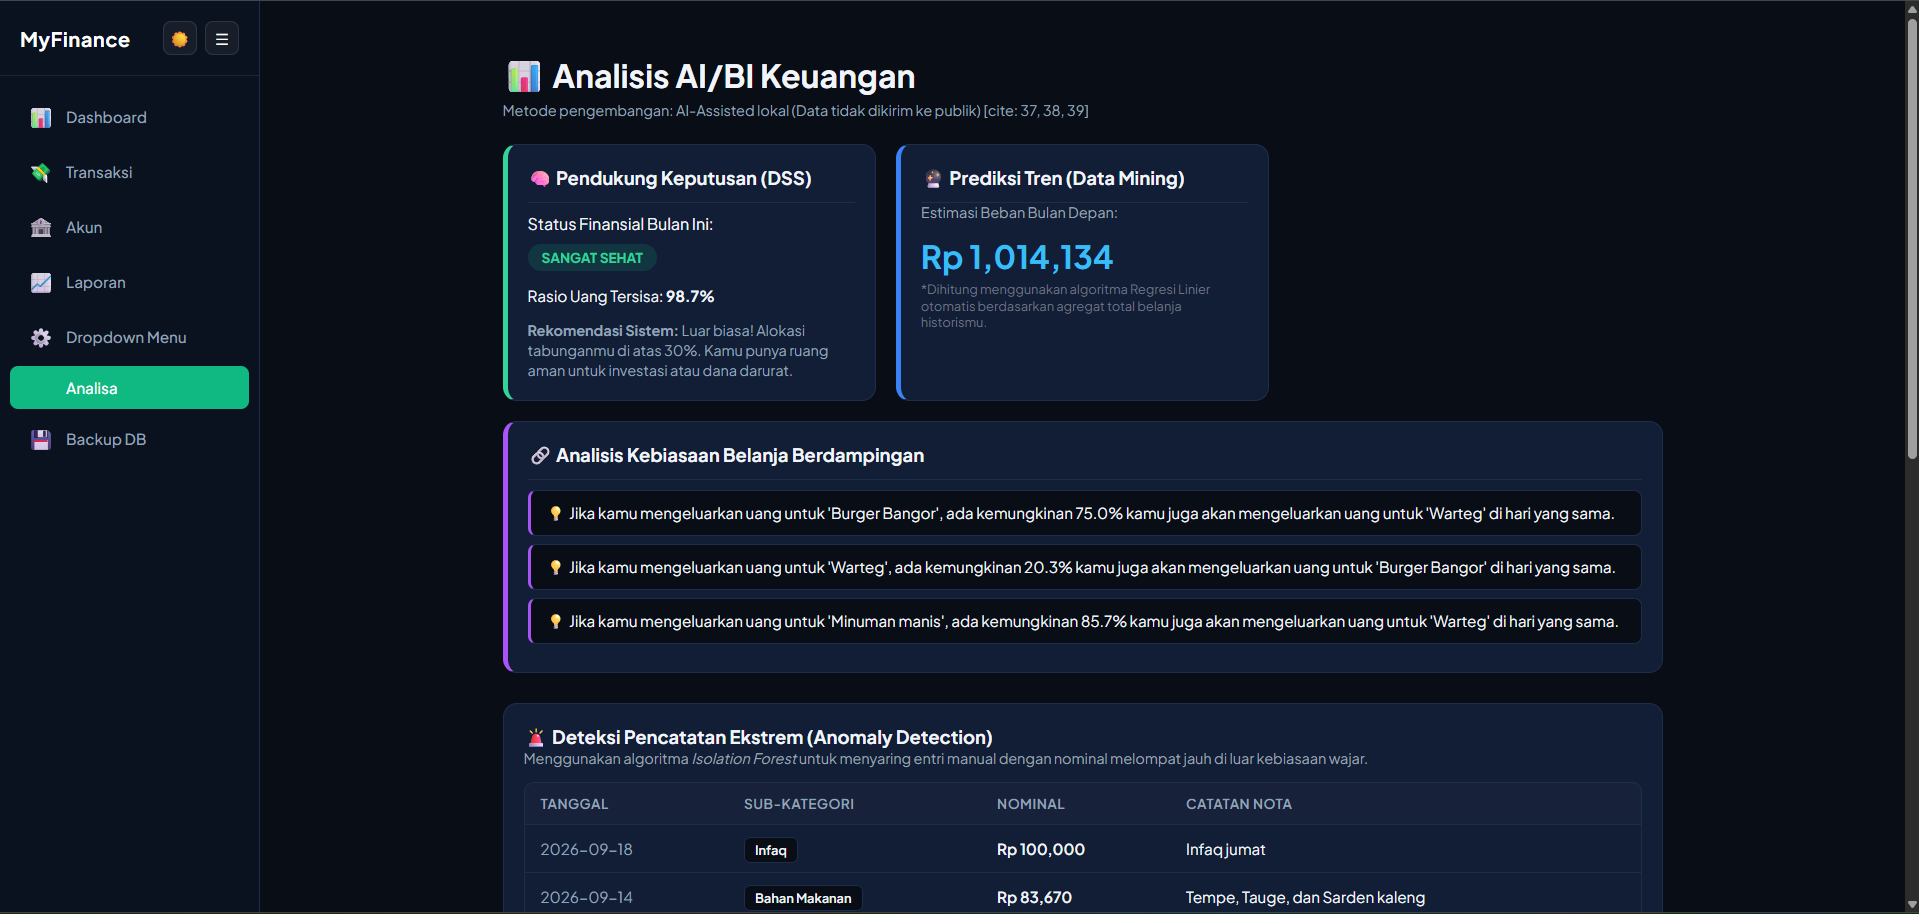 MyFinance
Dashboard
Transaksi
Akun
Laporan
Dropdown Menu
Analisa
Backup DB
Analisis AI/BI Keuangan
Metode pengembangan: AI-Assisted lokal (Data tidak dikirim ke publik) [cite: 37, 38, 39]
Pendukung Keputusan (DSS)
Status Finansial Bulan Ini:
SANGAT SEHAT
Rasio Uang Tersisa: 98.7%
Rekomendasi Sistem: Luar biasa! Alokasi
tabunganmu di atas 30%. Kamu punya ruang
aman untuk investasi atau dana darurat.
Prediksi Tren (Data Mining)
Estimasi Beban Bulan Depan:
Rp 1,014,134
*Dihitung menggunakan algoritma Regresi Linier
otomatis berdasarkan agregat total belanja
historismu.
Analisis Kebiasaan Belanja Berdampingan
Jika kamu mengeluarkan uang untuk 'Burger Bangor', ada kemungkinan 75.0% kamu juga akan mengeluarkan uang untuk 'Warteg' di hari yang sama.
Jika kamu mengeluarkan uang untuk 'Warteg', ada kemungkinan 20.3% kamu juga akan mengeluarkan uang untuk 'Burger Bangor' di hari yang sama.
Jika kamu mengeluarkan uang untuk 'Minuman manis', ada kemungkinan 85.7% kamu juga akan mengeluarkan uang untuk 'Warteg' di hari yang sama.
Deteksi Pencatatan Ekstrem (Anomaly Detection)
Menggunakan algoritma Isolation Forest untuk menyaring entri manual dengan nominal melompat jauh di luar kebiasaan wajar.
TANGGAL SUB-KATEGORI NOMINAL CATATAN NOTA
2026-09-18 Infaq Rp 100,000 Infaq jumat
2026-09-14 Bahan Makanan Rp 83,670 Tempe, Tauge, dan Sarden kaleng